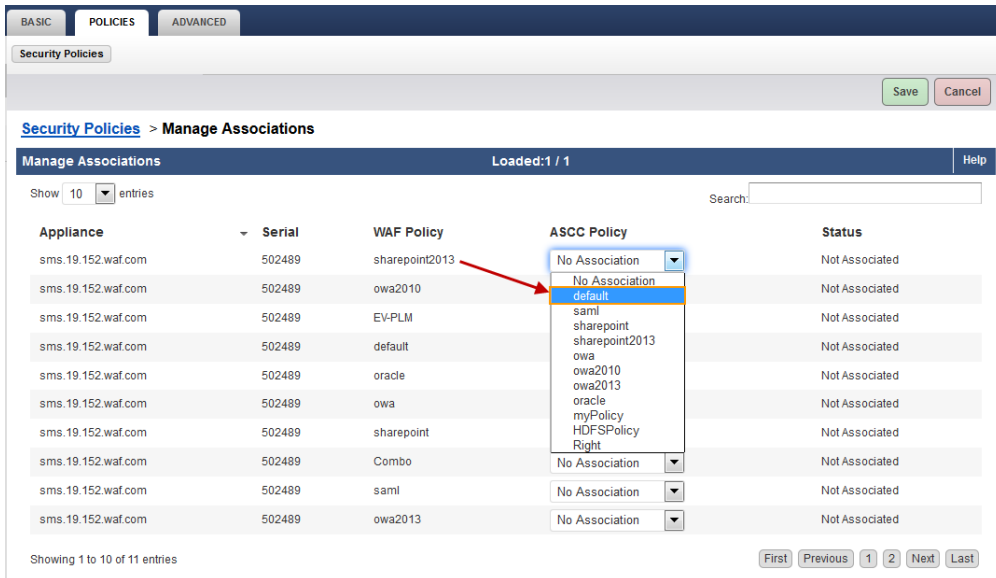 BASIC POLICIES ADVANCED
Security Policies
Save Cancel
Security Policies > Manage Associations
Manage Associations Loaded:1 / 1 Help
Show 10 entries Search:
Appliance Serial WAF Policy ASCC Policy Status
sms.19.152.waf.com 502489 sharepoint2013 No Association Not Associated
No Association
sms.19.152.waf.com 502489 owa2010 default Not Associated
saml
sms.19.152.waf.com 502489 EV-PLM sharepoint Not Associated
sharepoint2013
sms.19.152.waf.com 502489 default owa Not Associated
owa2010
sms.19.152.waf.com 502489 oracle owa2013 Not Associated
oracle
sms.19.152.waf.com 502489 owa myPolicy Not Associated
HDFSPolicy
sms.19.152.waf.com 502489 sharepoint Right Not Associated
sms.19.152.waf.com 502489 Combo No Association Not Associated
sms.19.152.waf.com 502489 saml No Association Not Associated
sms.19.152.waf.com 502489 owa2013 No Association Not Associated
Showing 1 to 10 of 11 entries First Previous 1 2 Next Last